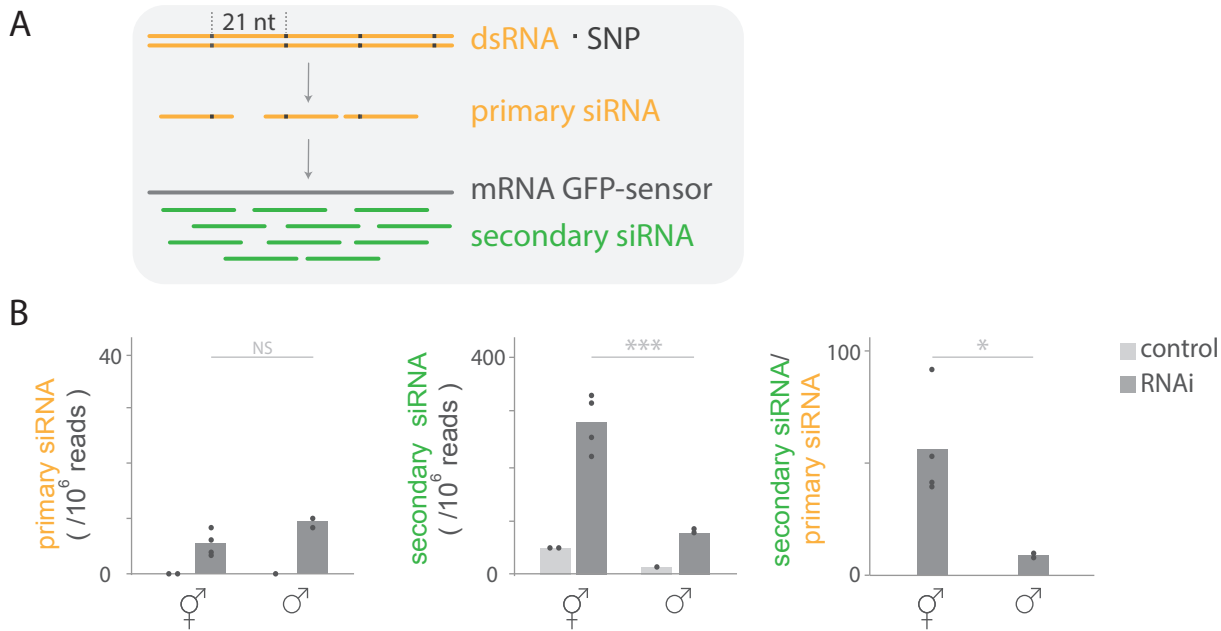 A
21 nt
dsRNA · SNP
primary siRNA
mRNA GFP-sensor
secondary siRNA
B
primary siRNA
( /10⁶ reads )
40
0
NS
⚥
♂
secondary siRNA
( /10⁶ reads )
400
0
***
⚥
♂
secondary siRNA/
primary siRNA
100
0
*
⚥
♂
control
RNAi